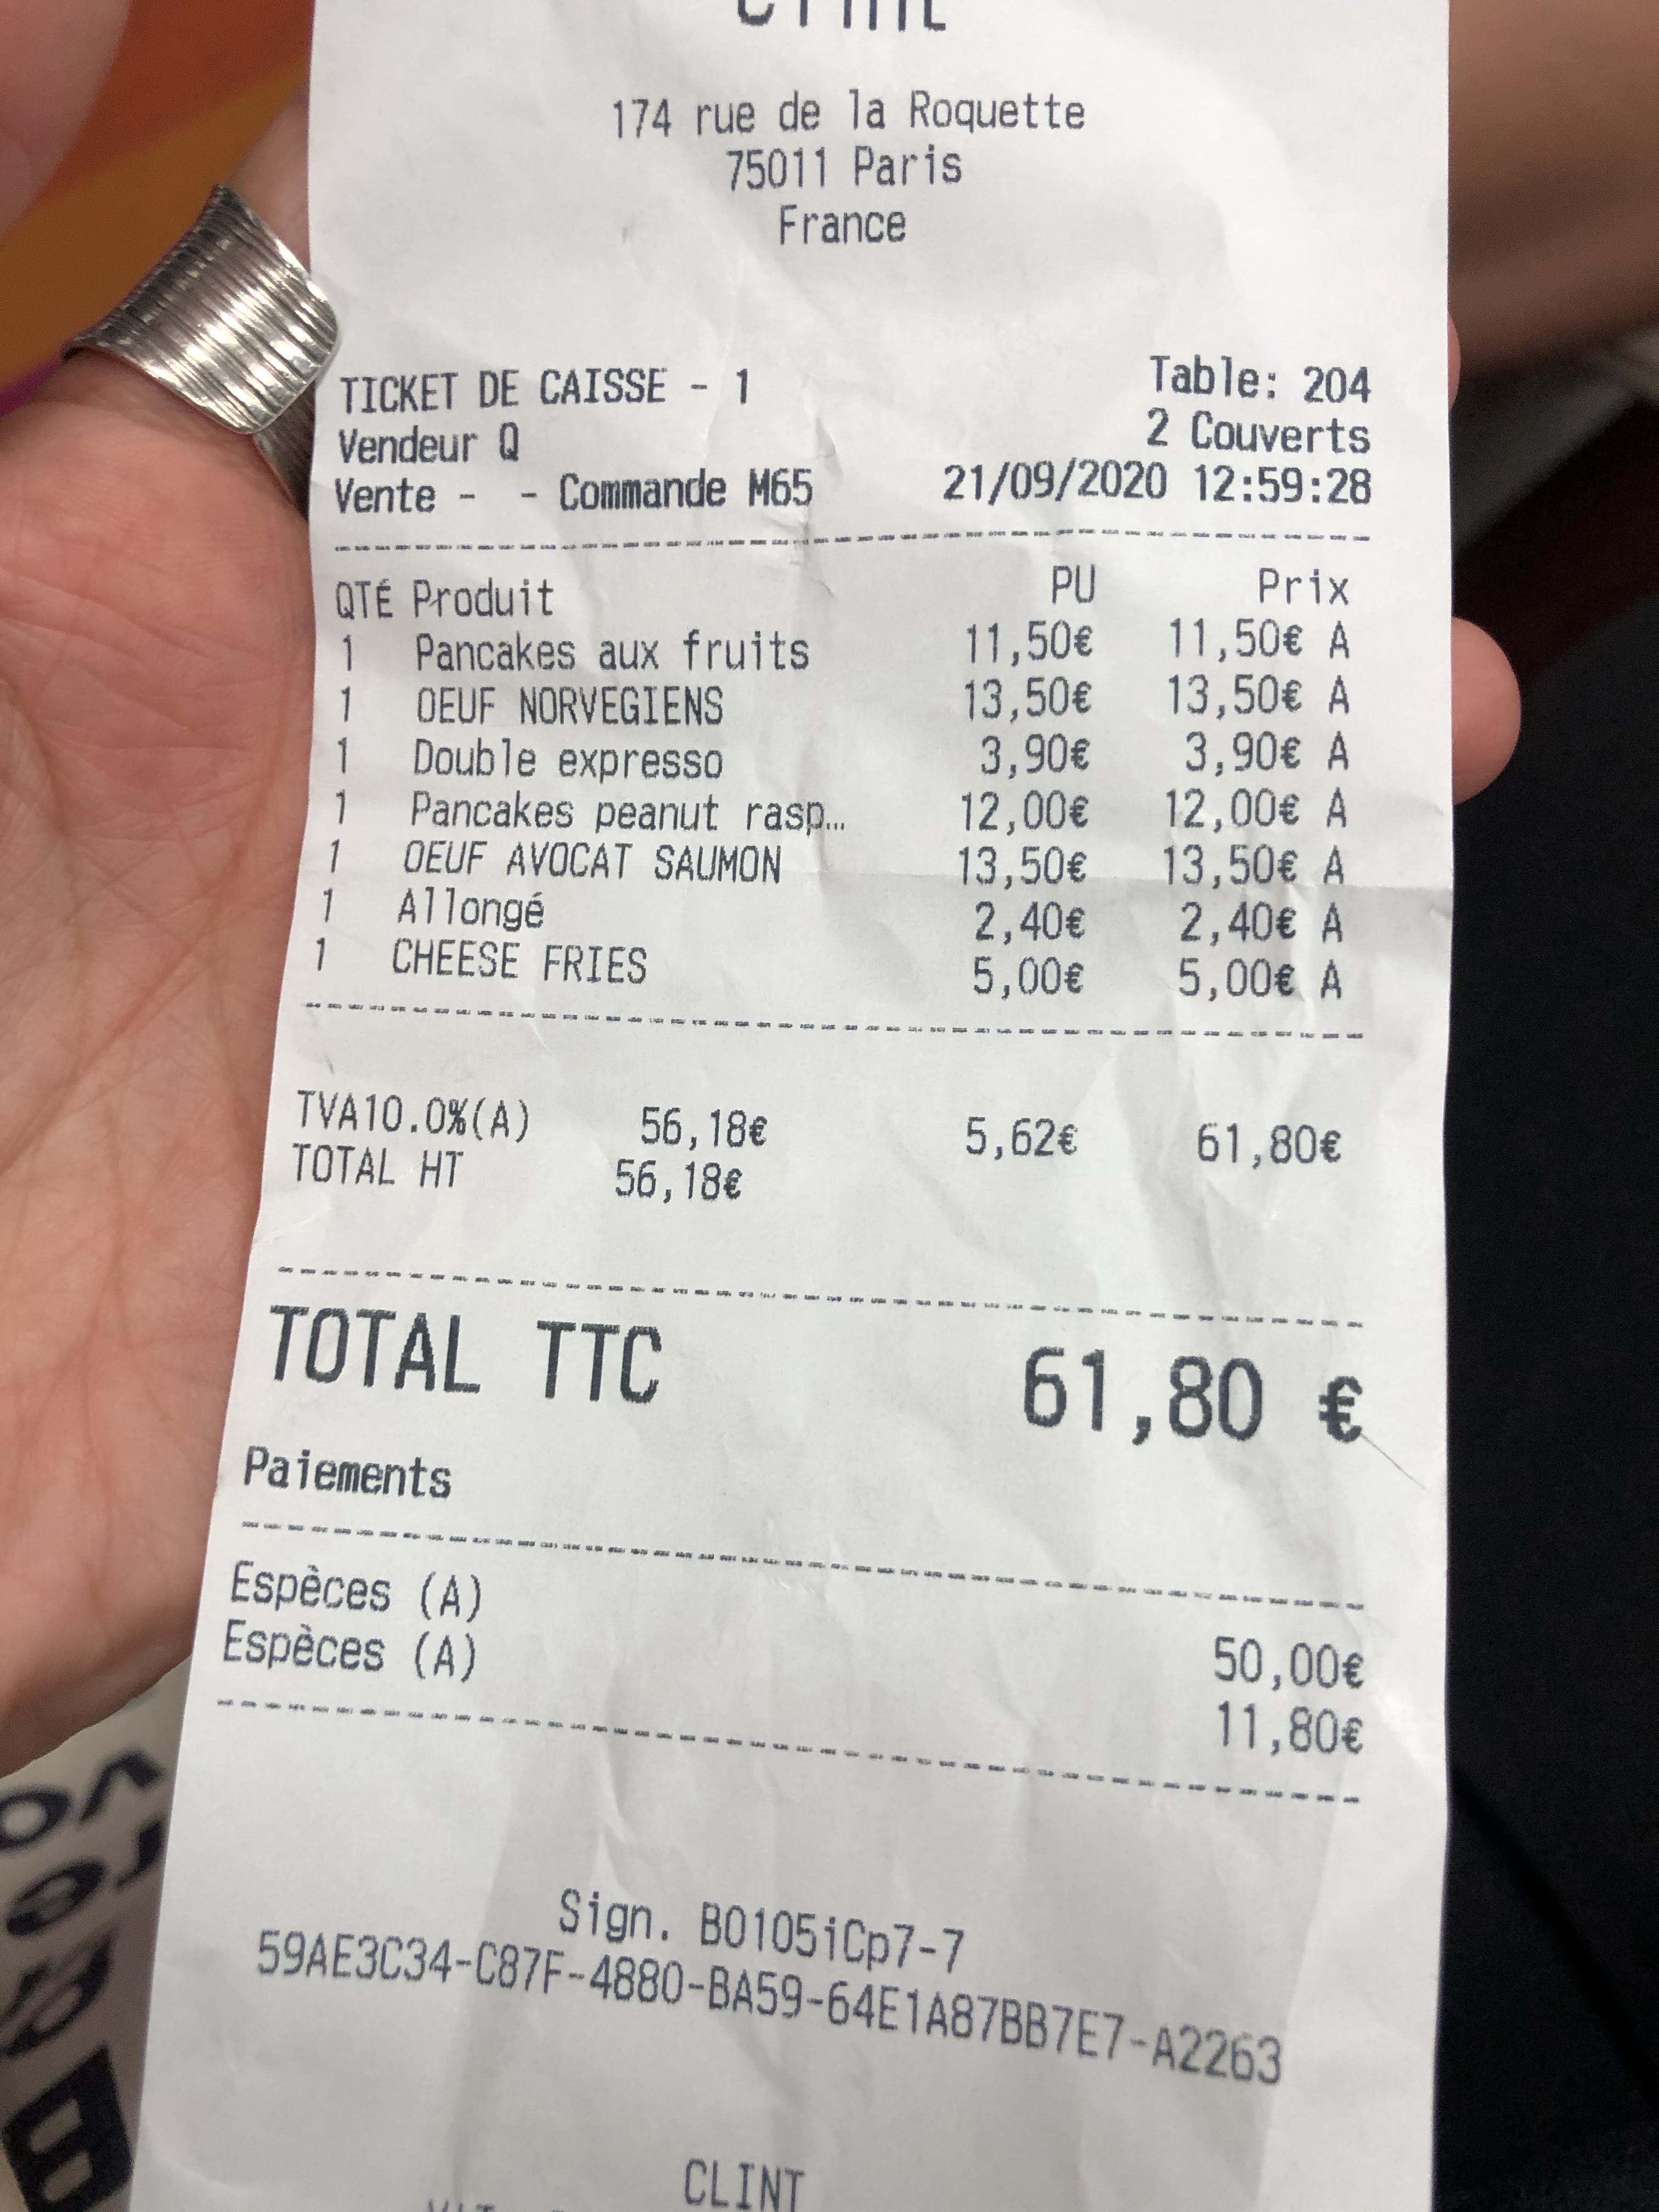 174 rue de la Roquette
75011 Paris
France
TICKET DE CAISSE - 1 Table: 204
Vendeur Q 2 Couverts
Vente - - Commande M65 21/09/2020 12:59:28
QTÉ Produit PU Prix
1 Pancakes aux fruits 11,50€ 11,50€ A
1 OEUF NORVEGIENS 13,50€ 13,50€ A
1 Double expresso 3,90€ 3,90€ A
1 Pancakes peanut rasp… 12,00€ 12,00€ A
1 OEUF AVOCAT SAUMON 13,50€ 13,50€ A
1 Allongé 2,40€ 2,40€ A
1 CHEESE FRIES 5,00€ 5,00€ A
TVA10.0%(A) 56,18€ 5,62€ 61,80€
TOTAL HT 56,18€
TOTAL TTC 61,80 €
Paiements
Espèces (A) 50,00€
Espèces (A) 11,80€
Sign. B0105iCp7-7
59AE3C34-C87F-4880-BA59-64E1A87BB7E7-A2263
CLINT